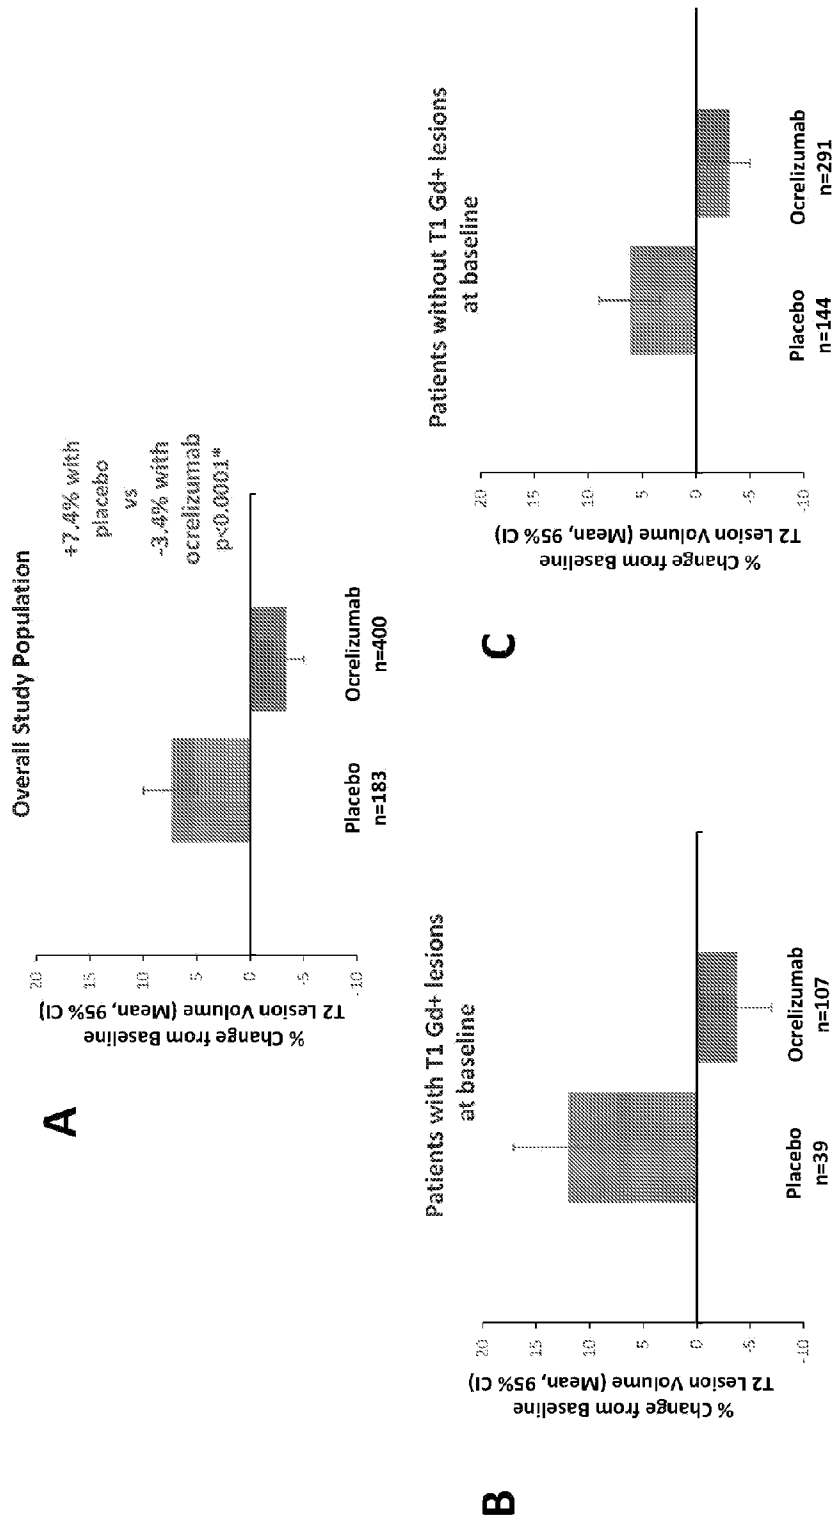 A
Overall Study Population
% Change from Baseline
T2 Lesion Volume (Mean, 95% CI)
20
15
10
5
0
-5
-10
+7.4% with
placebo
vs
-3.4% with
ocrelizumab
p<0.0001*
Placebo
n=183
Ocrelizumab
n=400
B
Patients with T1 Gd+ lesions
at baseline
% Change from Baseline
T2 Lesion Volume (Mean, 95% CI)
20
15
10
5
0
-5
-10
Placebo
n=39
Ocrelizumab
n=107
C
Patients without T1 Gd+ lesions
at baseline
% Change from Baseline
T2 Lesion Volume (Mean, 95% CI)
20
15
10
5
0
-5
-10
Placebo
n=144
Ocrelizumab
n=291